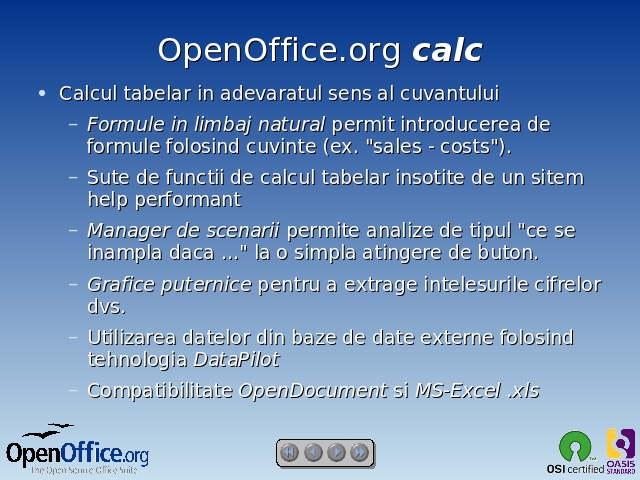 OpenOffice.org calc
• Calcul tabelar in adevaratul sens al cuvantului
– Formule in limbaj natural permit introducerea de
formule folosind cuvinte (ex. "sales - costs").
– Sute de functii de calcul tabelar insotite de un sitem
help performant
– Manager de scenarii permite analize de tipul "ce se
inampla daca ..." la o simpla atingere de buton.
– Grafice puternice pentru a extrage intelesurile cifrelor
dvs.
– Utilizarea datelor din baze de date externe folosind
tehnologia DataPilot
– Compatibilitate OpenDocument si MS-Excel .xls
OpenOffice.org
The Open Source Office Suite
OSI certified
OASIS
STANDARD